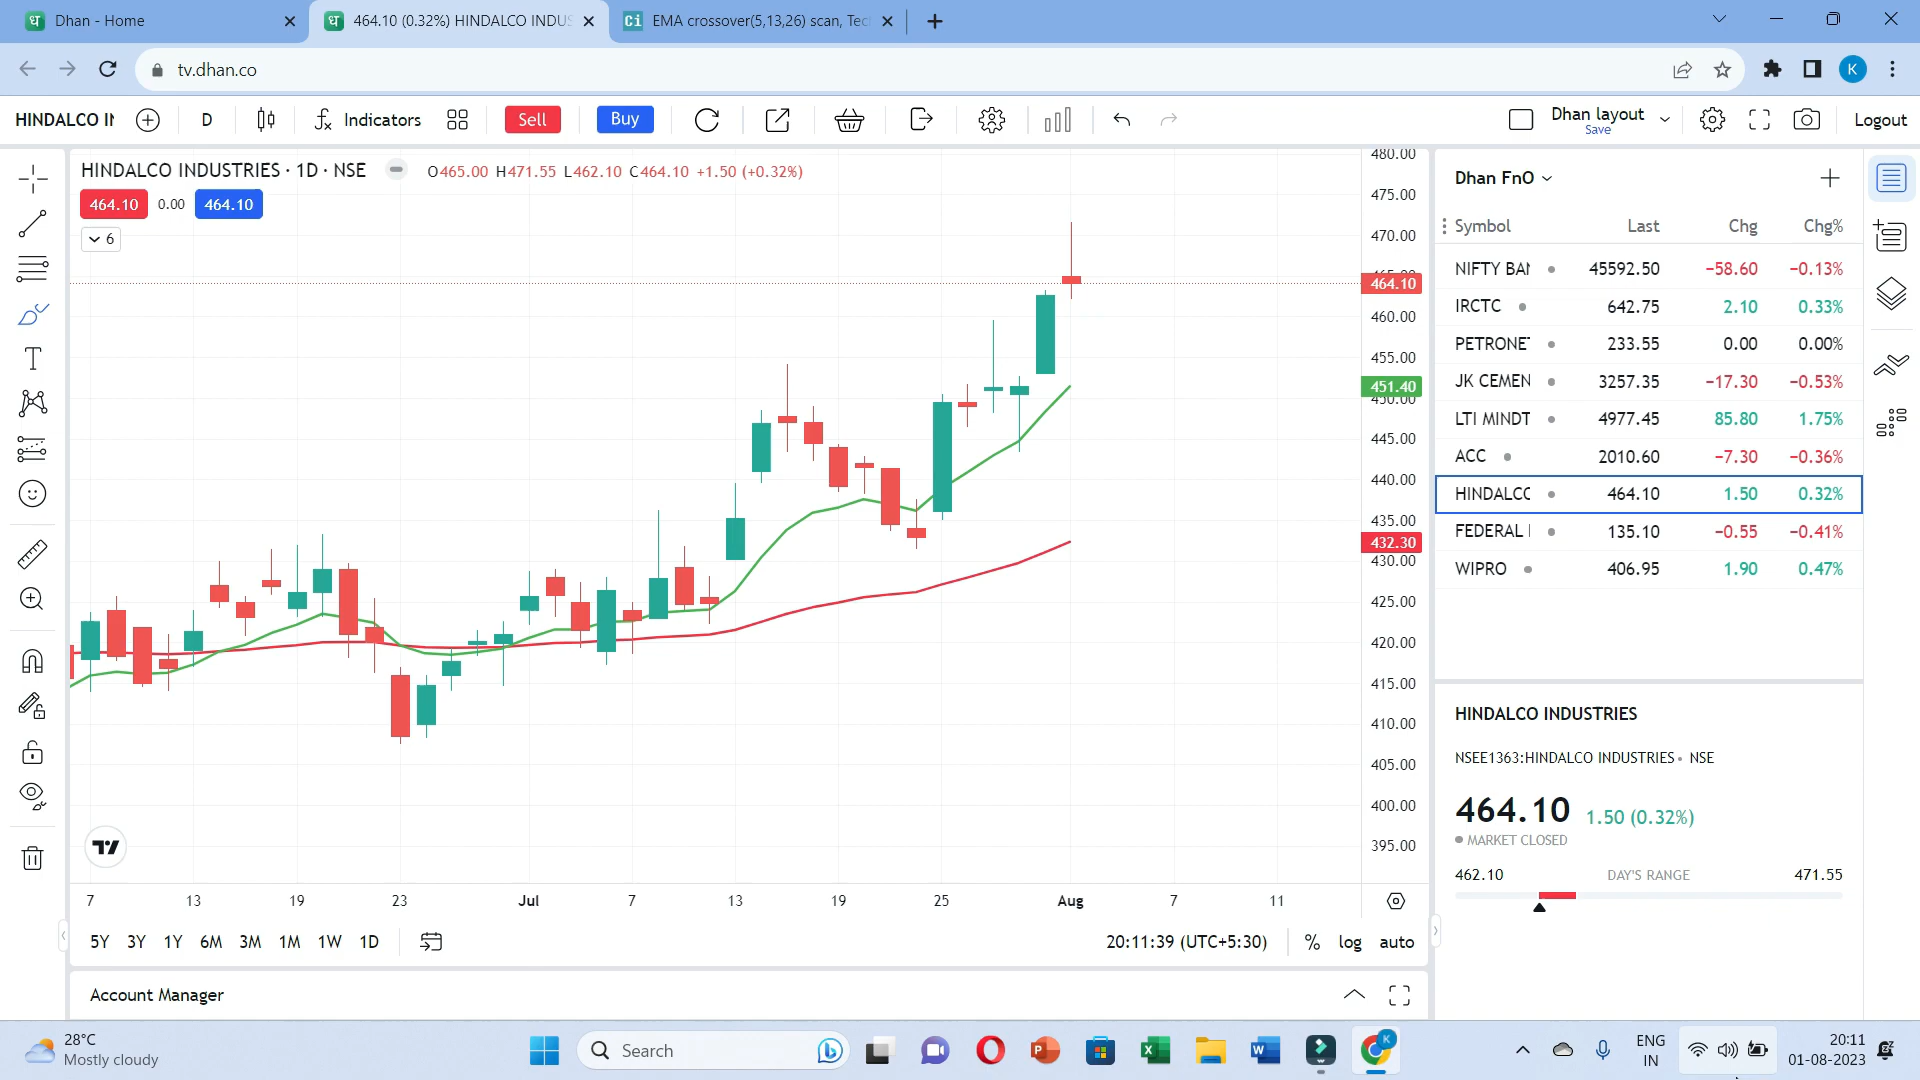 Dhan - Home
464.10 (0.32%) HINDALCO INDUS
Ci EMA crossover(5,13,26) scan, Tec
tv.dhan.co
K
HINDALCO IN
D
Indicators
Sell
Buy
Dhan layout
Save
Logout
HINDALCO INDUSTRIES · 1D · NSE
O465.00 H471.55 L462.10 C464.10 +1.50 (+0.32%)
464.10 0.00 464.10
6
480.00
475.00
470.00
464.10
460.00
455.00
451.40
450.00
445.00
440.00
435.00
432.30
430.00
425.00
420.00
415.00
410.00
405.00
400.00
395.00
7 13 19 23 Jul 7 13 19 25 Aug 7 11
5Y 3Y 1Y 6M 3M 1M 1W 1D
20:11:39 (UTC+5:30) % log auto
Account Manager
Dhan FnO
Symbol Last Chg Chg%
NIFTY BAN 45592.50 −58.60 −0.13%
IRCTC 642.75 2.10 0.33%
PETRONET 233.55 0.00 0.00%
JK CEMEN 3257.35 −17.30 −0.53%
LTI MINDT 4977.45 85.80 1.75%
ACC 2010.60 −7.30 −0.36%
HINDALCO 464.10 1.50 0.32%
FEDERAL 135.10 −0.55 −0.41%
WIPRO 406.95 1.90 0.47%
HINDALCO INDUSTRIES
NSEE1363:HINDALCO INDUSTRIES • NSE
464.10 1.50 (0.32%)
MARKET CLOSED
462.10 DAY'S RANGE 471.55
28°C
Mostly cloudy
Search
K
ENG
IN
20:11
01-08-2023